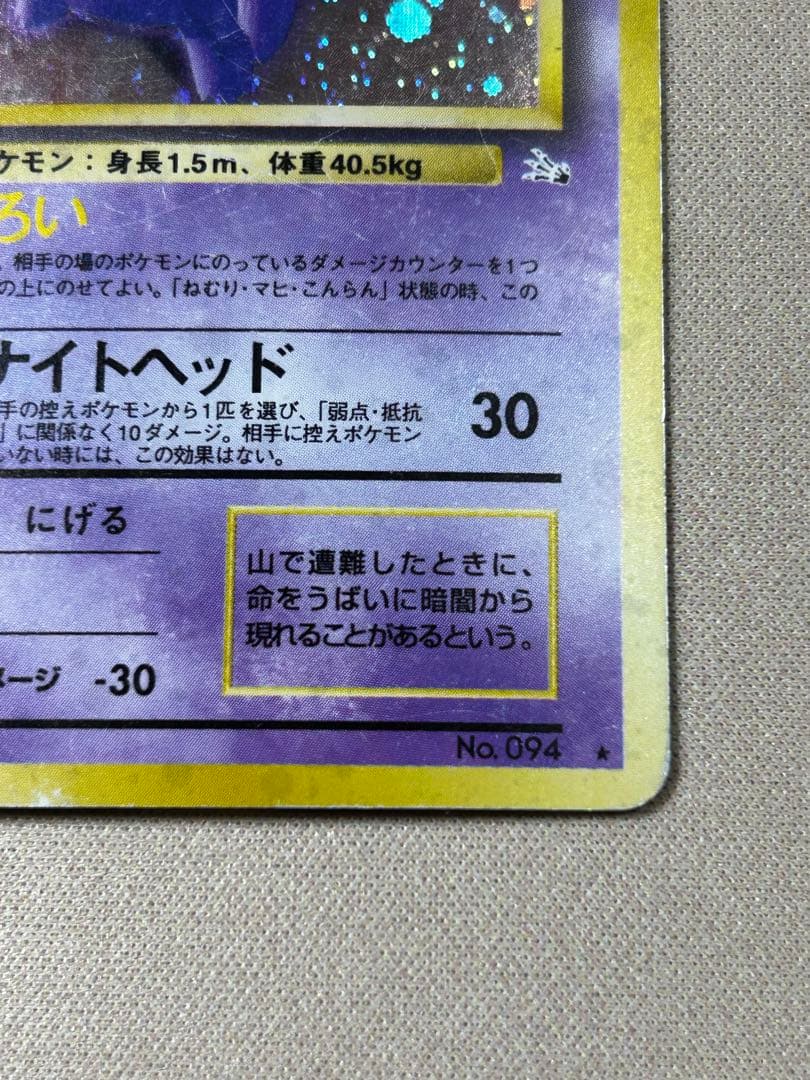 ケモン：身長1.5m、体重40.5kg
ろい
、相手の場のポケモンにのっているダメージカウンターを1つ
の上にのせてよい。「ねむり・マヒ・こんらん」状態の時、この
ナイトヘッド
30
手の控えポケモンから1匹を選び、「弱点・抵抗
」に関係なく10ダメージ。相手に控えポケモン
いない時には、この効果はない。
にげる
山で遭難したときに、
命をうばいに暗闇から
現れることがあるという。
メージ -30
No. 094 ★